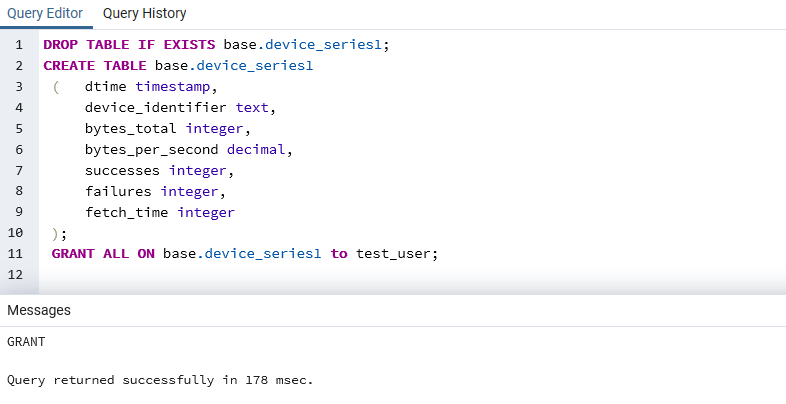 Query Editor Query History
1 DROP TABLE IF EXISTS base.device_series1;
2 CREATE TABLE base.device_series1
3 (   dtime timestamp,
4     device_identifier text,
5     bytes_total integer,
6     bytes_per_second decimal,
7     successes integer,
8     failures integer,
9     fetch_time integer
10 );
11 GRANT ALL ON base.device_series1 to test_user;
12
Messages
GRANT
Query returned successfully in 178 msec.